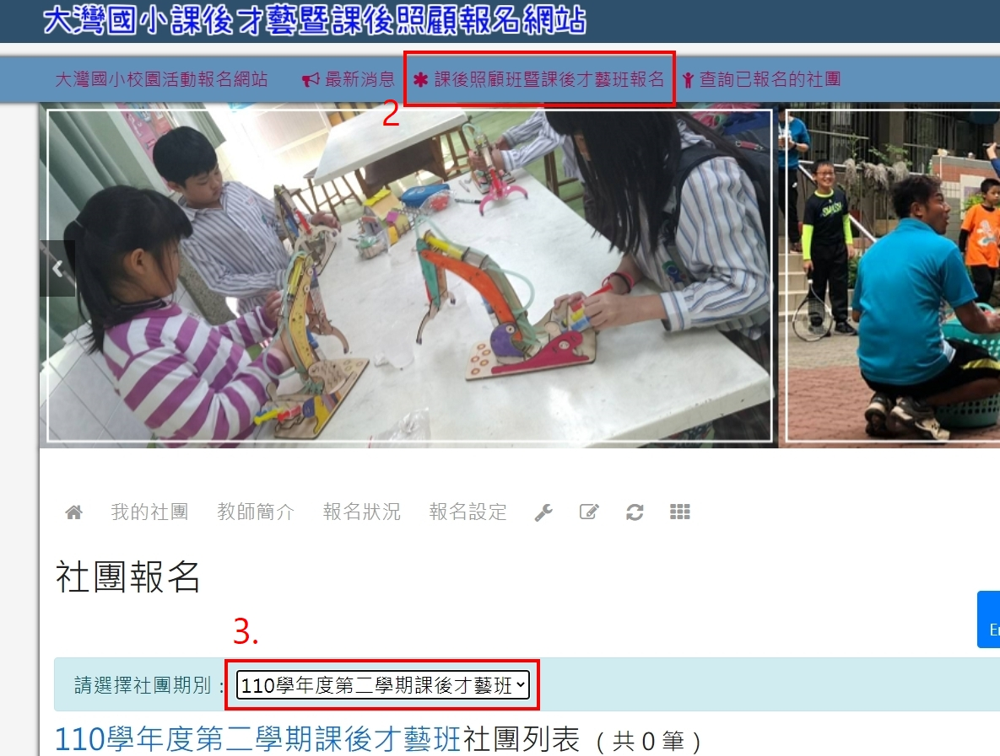 大灣國小課後才藝暨課後照顧報名網站
大灣國小校園活動報名網站 最新消息 課後照顧班暨課後才藝班報名 查詢已報名的社團
2
我的社團 教師簡介 報名狀況 報名設定
社團報名
3.
請選擇社團期別： 110學年度第二學期課後才藝班
110學年度第二學期課後才藝班社團列表（共 0 筆）